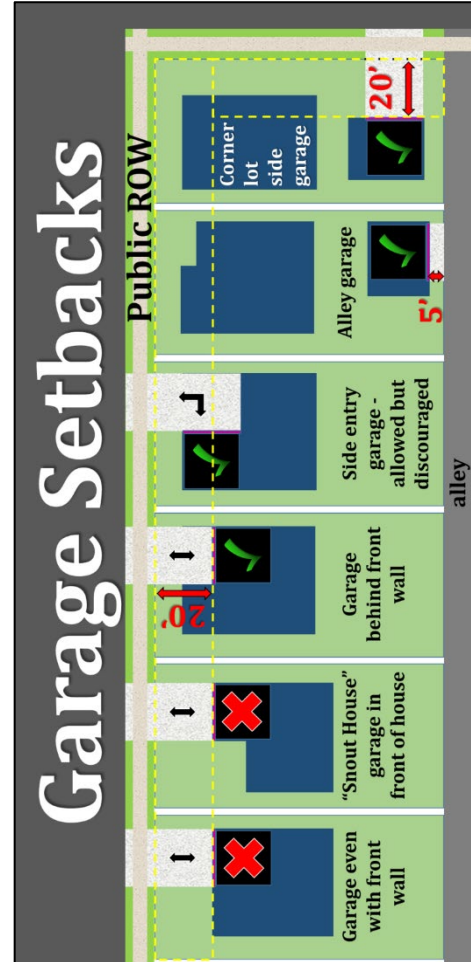 Garage Setbacks
Public ROW
20'
20'
5'
Garage even
with front
wall
“Snout House”
garage in
front of house
Garage
behind front
wall
Side entry
garage -
allowed but
discouraged
Alley garage
Corner
lot
side
garage
alley